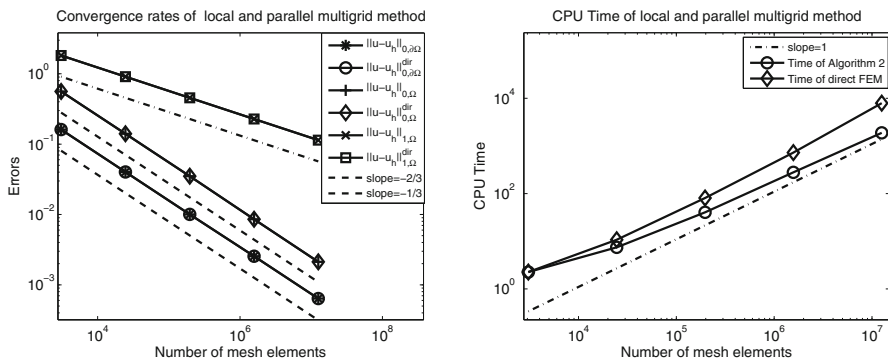 Convergence rates of local and parallel multigrid method
Errors
10^0
10^-1
10^-2
10^-3
10^4
10^6
10^8
Number of mesh elements
||u−u_h||_{0,∂Ω}
||u−u_h||^{dir}_{0,∂Ω}
||u−u_h||_{0,Ω}
||u−u_h||^{dir}_{0,Ω}
||u−u_h||_{1,Ω}
||u−u_h||^{dir}_{1,Ω}
slope=−2/3
slope=−1/3
CPU Time of local and parallel multigrid method
CPU Time
10^4
10^2
10^0
10^4
10^5
10^6
10^7
Number of mesh elements
slope=1
Time of Algorithm 2
Time of direct FEM